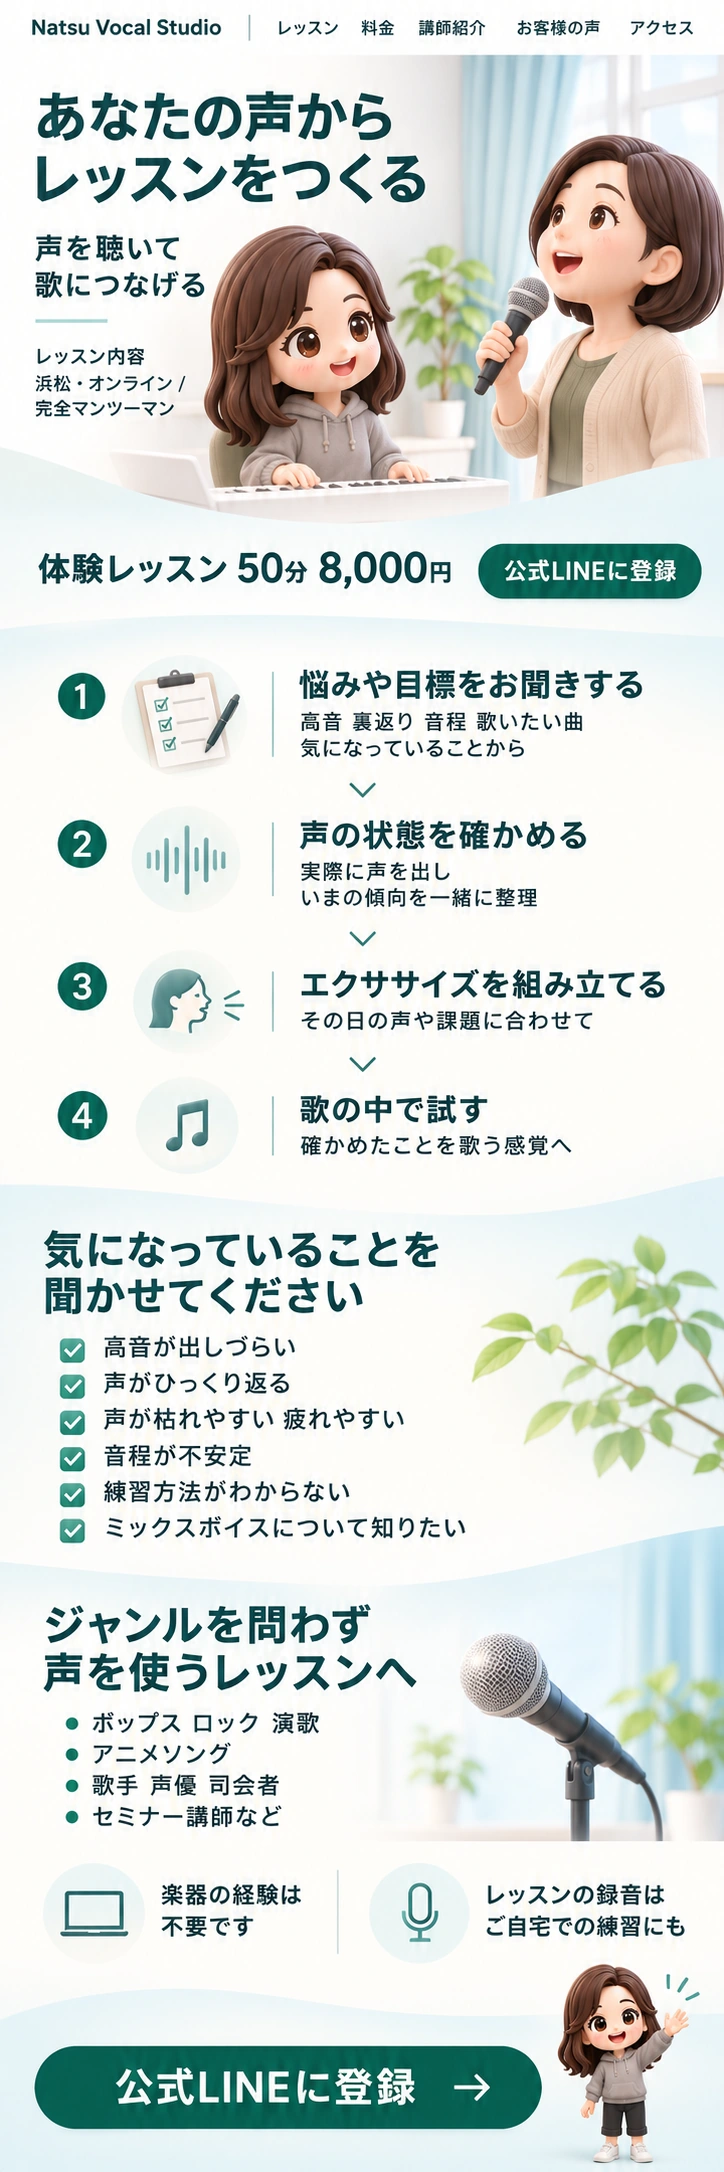 Natsu Vocal Studio
レッスン 料金 講師紹介 お客様の声 アクセス
あなたの声から
レッスンをつくる
声を聴いて
歌につなげる
レッスン内容
浜松・オンライン /
完全マンツーマン
体験レッスン 50分 8,000円
公式LINEに登録
1
悩みや目標をお聞きする
高音 裏返り 音程 歌いたい曲
気になっていることから
2
声の状態を確かめる
実際に声を出し
いまの傾向を一緒に整理
3
エクササイズを組み立てる
その日の声や課題に合わせて
4
歌の中で試す
確かめたことを歌う感覚へ
気になっていることを
聞かせてください
高音が出しづらい
声がひっくり返る
声が枯れやすい 疲れやすい
音程が不安定
練習方法がわからない
ミックスボイスについて知りたい
ジャンルを問わず
声を使うレッスンへ
ボップス ロック 演歌
アニメソング
歌手 声優 司会者
セミナー講師など
楽器の経験は
不要です
レッスンの録音は
ご自宅での練習にも
公式LINEに登録